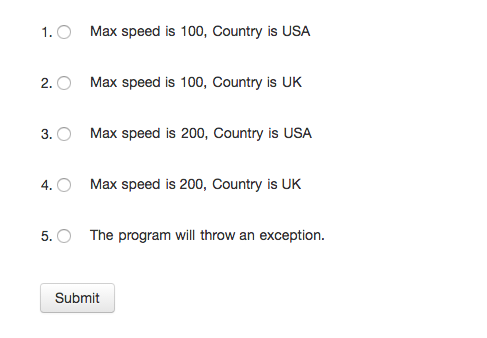 1. Max speed is 100, Country is USA
2. Max speed is 100, Country is UK
3. Max speed is 200, Country is USA
4. Max speed is 200, Country is UK
5. The program will throw an exception.
Submit